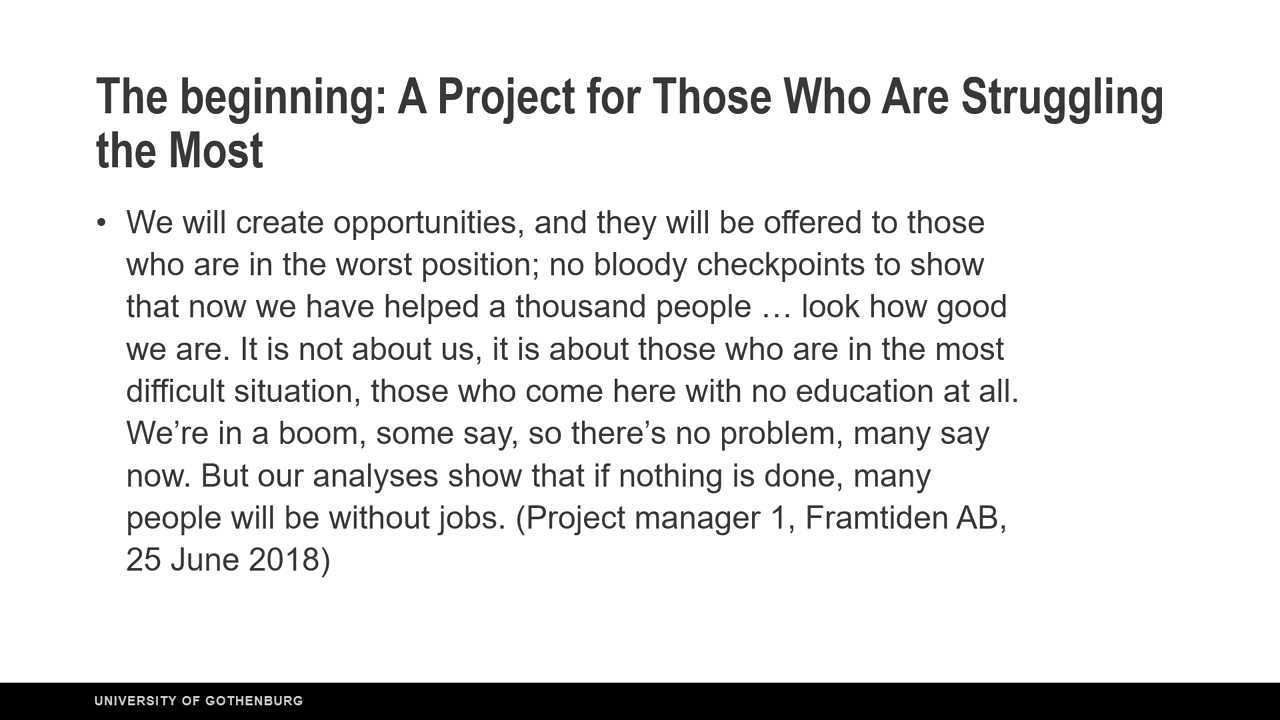 The beginning: A Project for Those Who Are Struggling
the Most
• We will create opportunities, and they will be offered to those
who are in the worst position; no bloody checkpoints to show
that now we have helped a thousand people … look how good
we are. It is not about us, it is about those who are in the most
difficult situation, those who come here with no education at all.
We’re in a boom, some say, so there’s no problem, many say
now. But our analyses show that if nothing is done, many
people will be without jobs. (Project manager 1, Framtiden AB,
25 June 2018)
UNIVERSITY OF GOTHENBURG